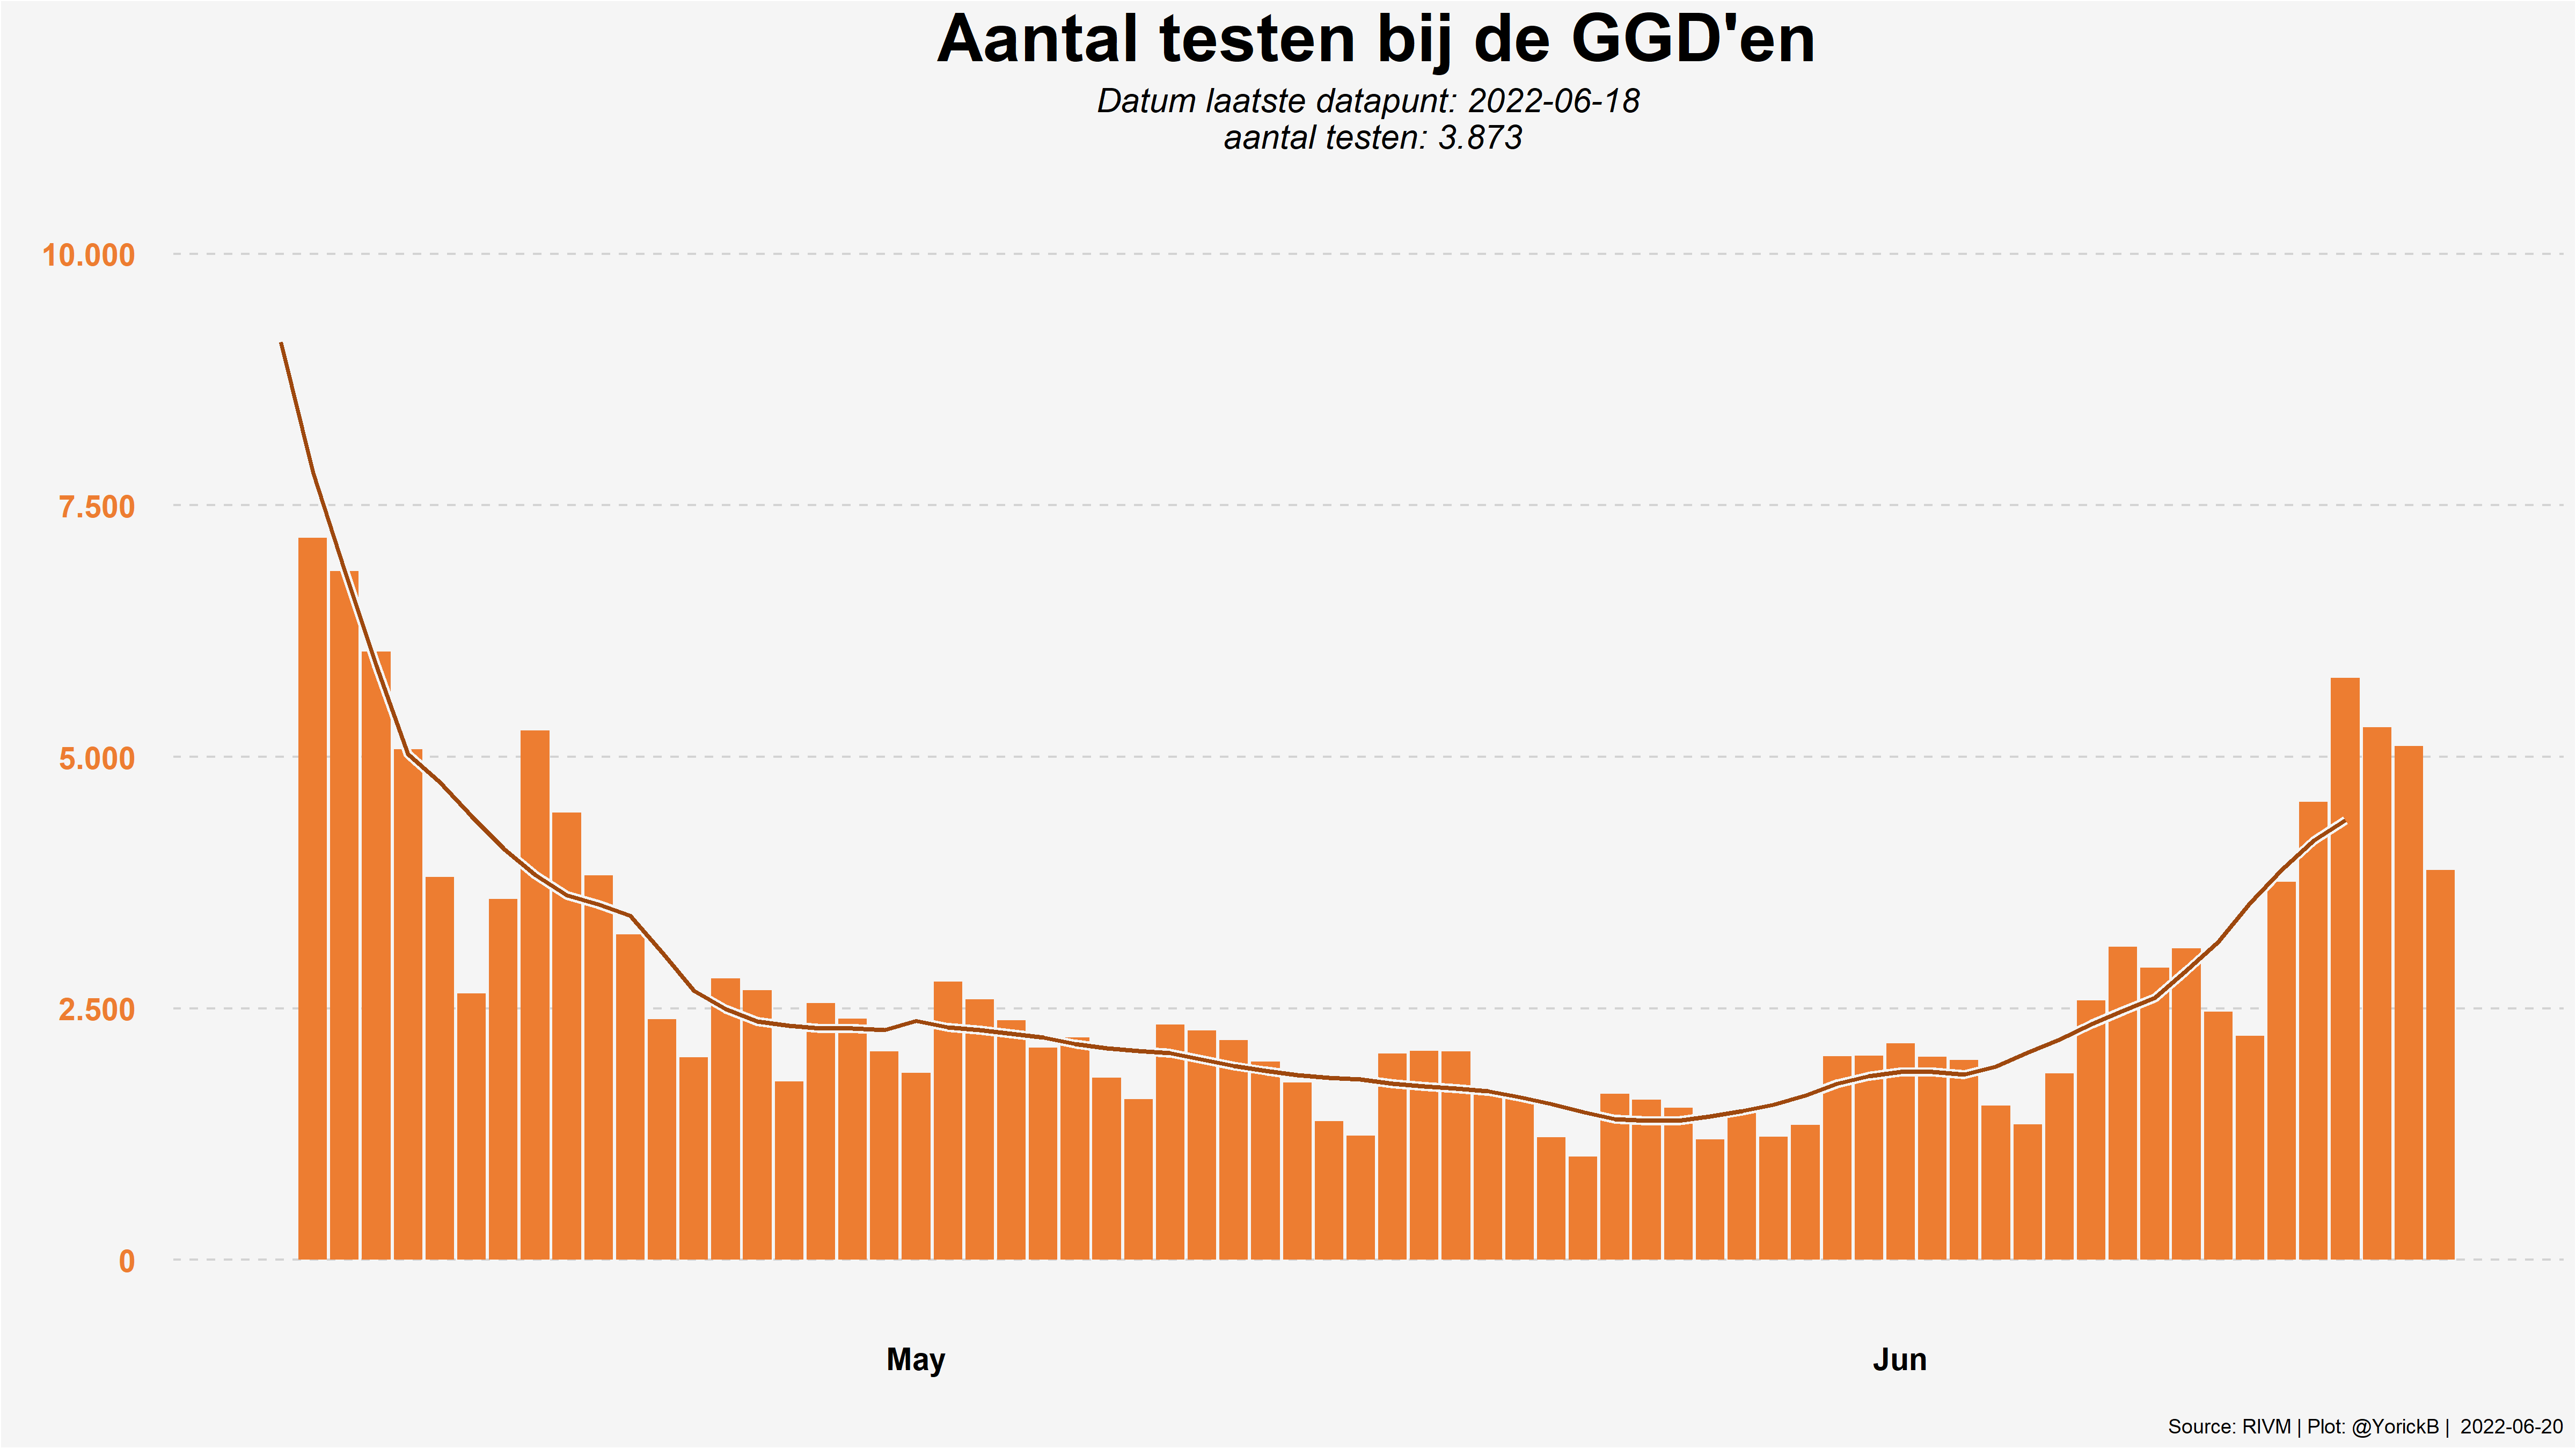 Aantal testen bij de GGD'en
Datum laatste datapunt: 2022-06-18
aantal testen: 3.873
10.000
7.500
5.000
2.500
0
May
Jun
Source: RIVM | Plot: @YorickB | 2022-06-20